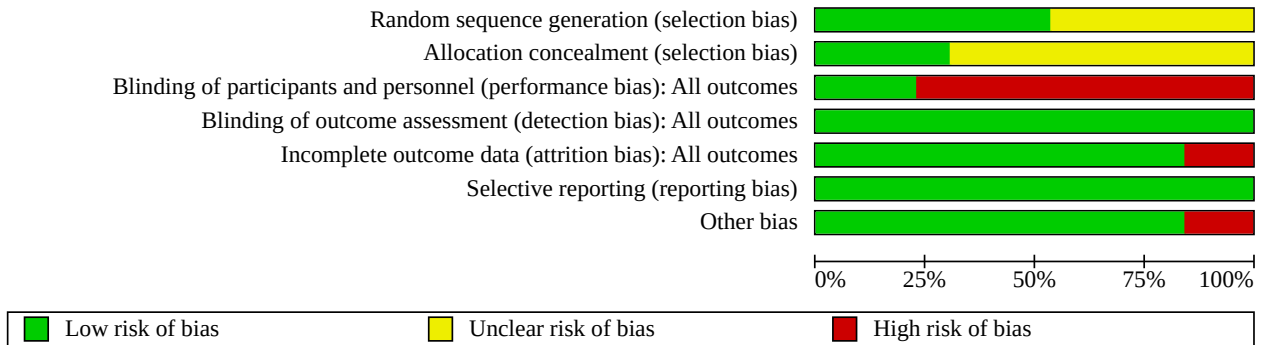 Random sequence generation (selection bias)
Allocation concealment (selection bias)
Blinding of participants and personnel (performance bias): All outcomes
Blinding of outcome assessment (detection bias): All outcomes
Incomplete outcome data (attrition bias): All outcomes
Selective reporting (reporting bias)
Other bias
0% 25% 50% 75% 100%
Low risk of bias Unclear risk of bias High risk of bias